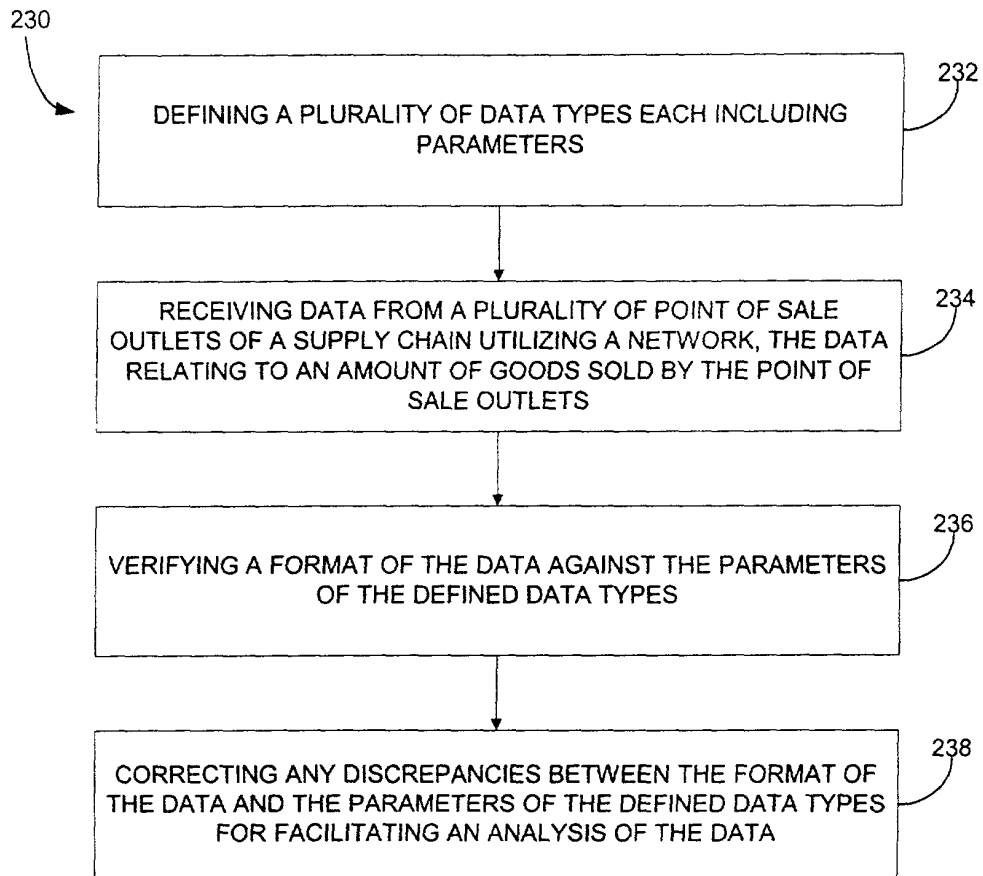 230
232
DEFINING A PLURALITY OF DATA TYPES EACH INCLUDING
PARAMETERS
234
RECEIVING DATA FROM A PLURALITY OF POINT OF SALE
OUTLETS OF A SUPPLY CHAIN UTILIZING A NETWORK, THE DATA
RELATING TO AN AMOUNT OF GOODS SOLD BY THE POINT OF
SALE OUTLETS
236
VERIFYING A FORMAT OF THE DATA AGAINST THE PARAMETERS
OF THE DEFINED DATA TYPES
238
CORRECTING ANY DISCREPANCIES BETWEEN THE FORMAT OF
THE DATA AND THE PARAMETERS OF THE DEFINED DATA TYPES
FOR FACILITATING AN ANALYSIS OF THE DATA